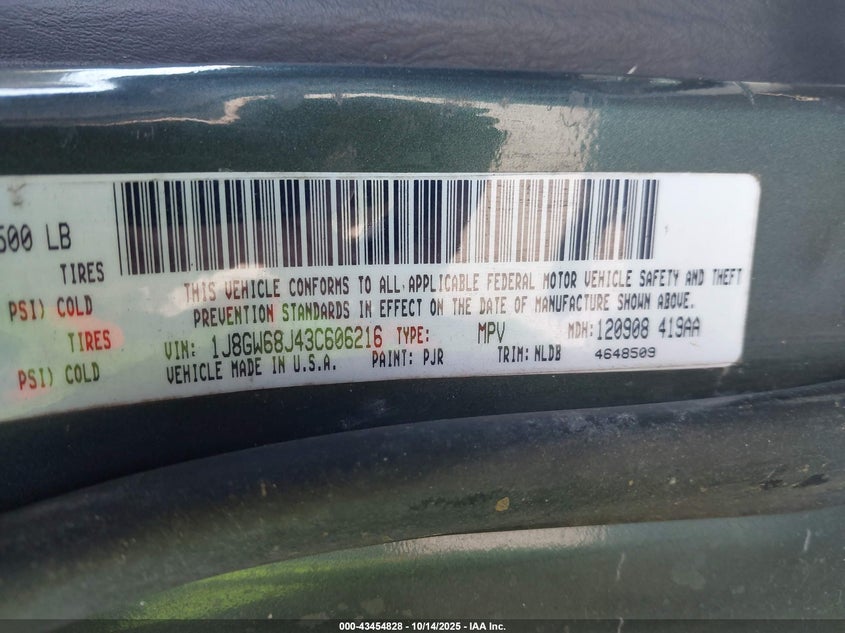 500 LB
TIRES
PSI) COLD
TIRES
PSI) COLD
THIS VEHICLE CONFORMS TO ALL APPLICABLE FEDERAL MOTOR VEHICLE SAFETY AND THEFT
PREVENTION STANDARDS IN EFFECT ON THE DATE OF MANUFACTURE SHOWN ABOVE.
VIN: 1J8GW68J43C606216 TYPE: MPV MDH: 120908 419AA
VEHICLE MADE IN U.S.A. PAINT: PJR TRIM: NLDB 4648509
000-43454828 - 10/14/2025 - IAA Inc.